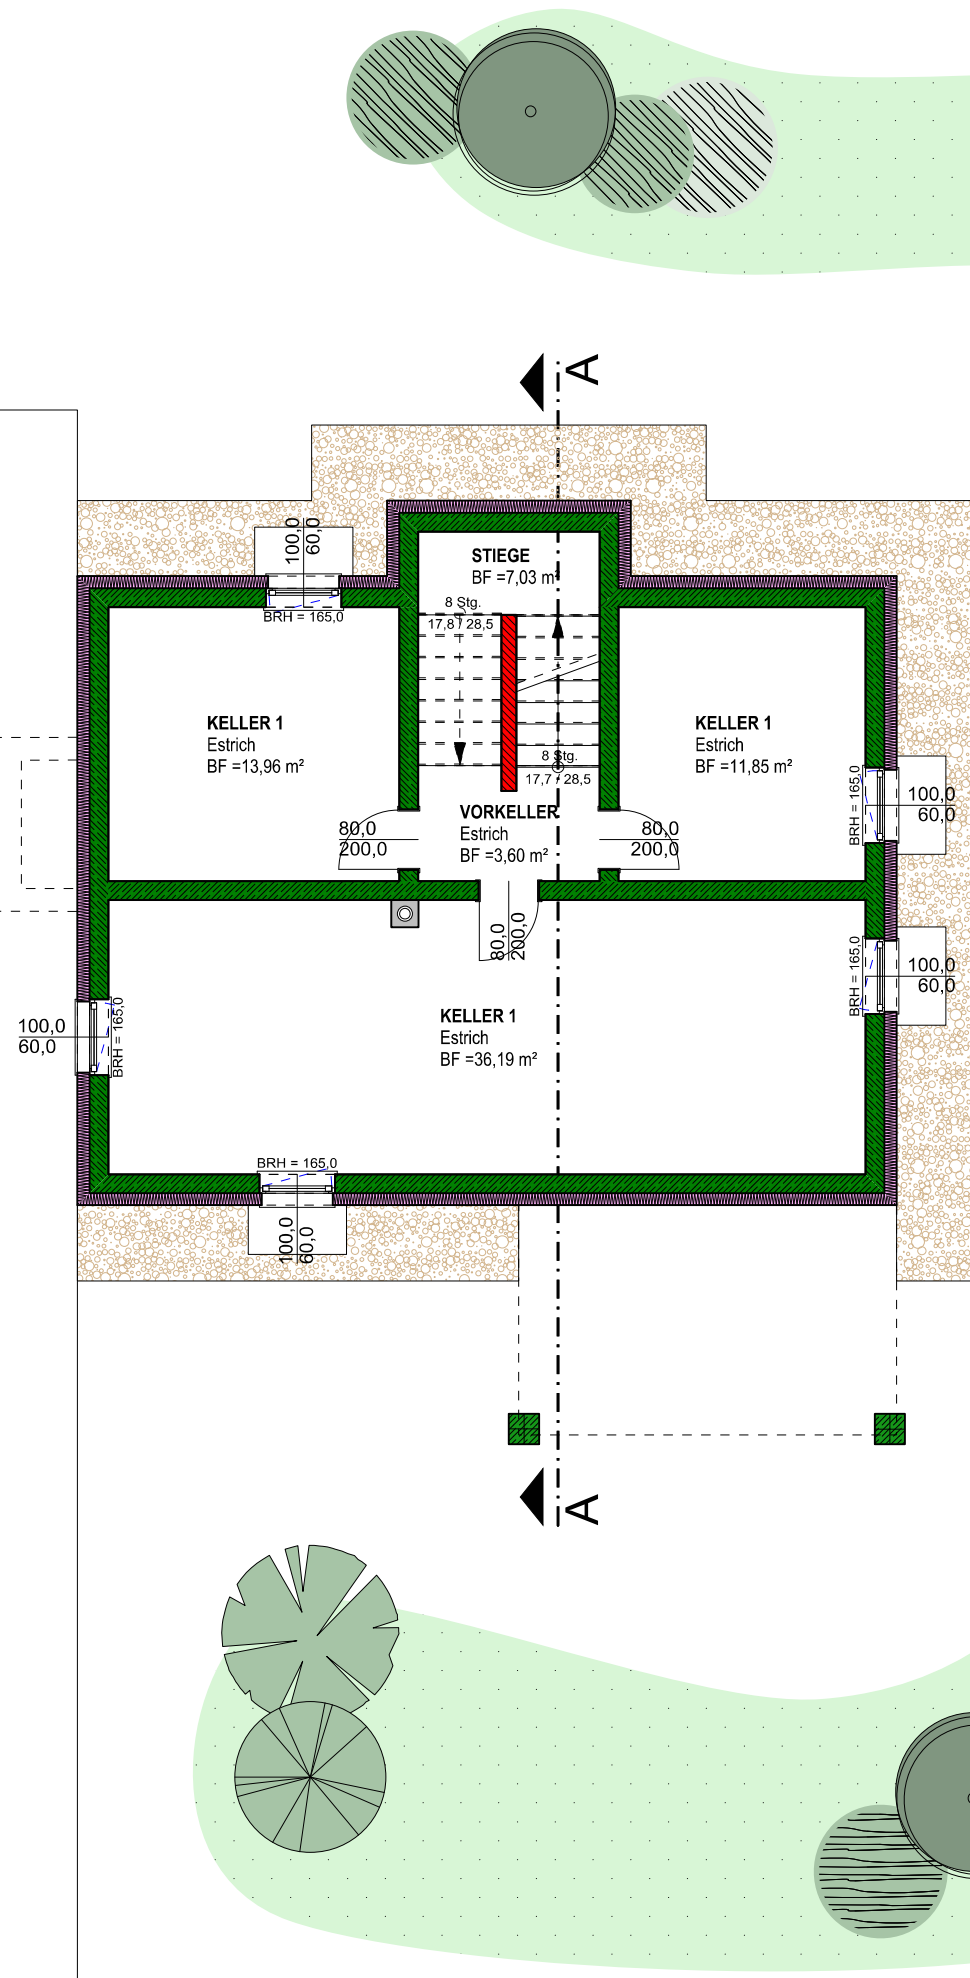 A
100,0
60,0
BRH = 165,0
STIEGE
BF =7,03 m²
8 Stg.
17,8 / 28,5
KELLER 1
Estrich
BF =13,96 m²
KELLER 1
Estrich
BF =11,85 m²
8 Stg.
17,7 / 28,5
BRH = 165,0
100,0
60,0
VORKELLER
Estrich
BF =3,60 m²
80,0
200,0
80,0
200,0
80,0
200,0
BRH = 165,0
100,0
60,0
KELLER 1
Estrich
BF =36,19 m²
100,0
60,0
BRH = 165,0
BRH = 165,0
100,0
60,0
A